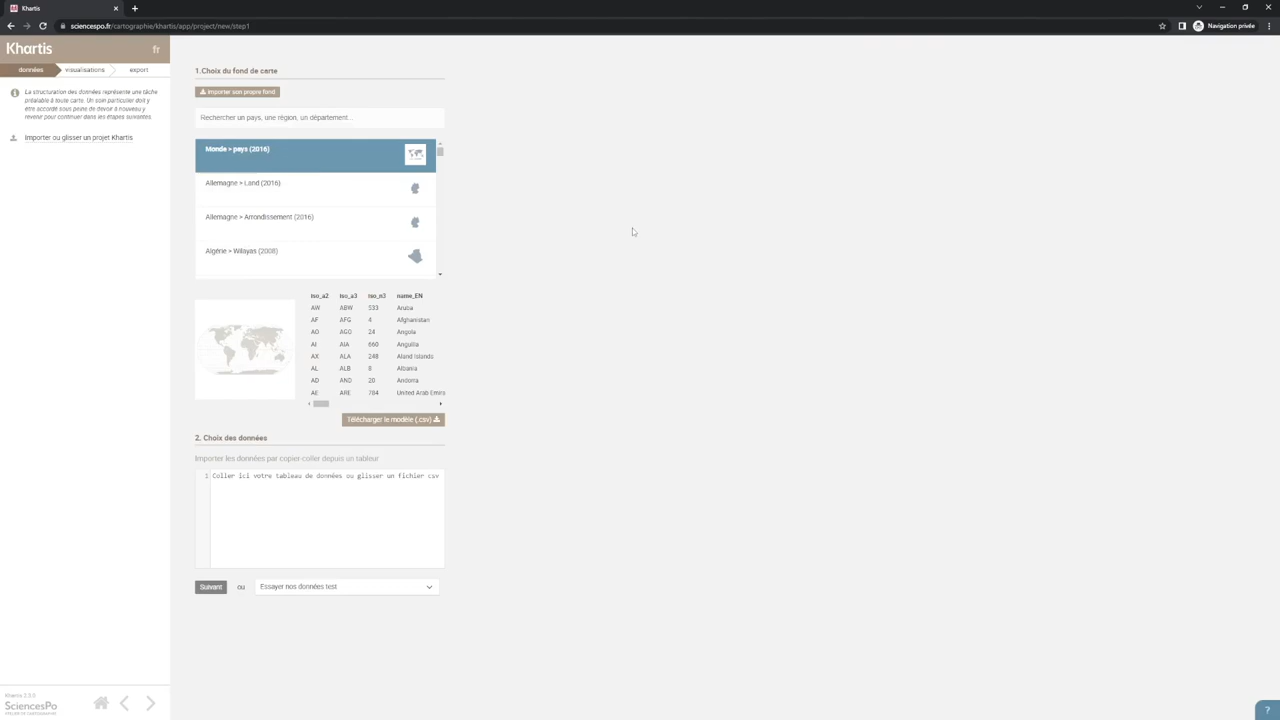 Khartis
sciencespo.fr/cartographie/khartis/app/project/new/step1
Navigation privée
Khartis
fr
données
visualisations
export
La structuration des données représente une tâche
préalable à toute carte. Un soin particulier doit y
être accordé sous peine de devoir à nouveau y
revenir pour continuer dans les étapes suivantes.
Importer ou glisser un projet Khartis
1.Choix du fond de carte
Importer son propre fond
Rechercher un pays, une région, un département...
Monde > pays (2016)
Allemagne > Land (2016)
Allemagne > Arrondissement (2016)
Algérie > Wilayas (2008)
iso_a2 iso_a3 iso_n3 name_EN
AW ABW 533 Aruba
AF AFG 4 Afghanistan
AO AGO 24 Angola
AI AIA 660 Anguilla
AX ALA 248 Aland Islands
AL ALB 8 Albania
AD AND 20 Andorra
AE ARE 784 United Arab Emira
Télécharger le modèle (.csv)
2. Choix des données
Importer les données par copier-coller depuis un tableur
1 Coller ici votre tableau de données ou glisser un fichier csv
Suivant ou Essayer nos données test
Khartis 2.3.0
SciencesPo
ATELIER DE CARTOGRAPHIE
?